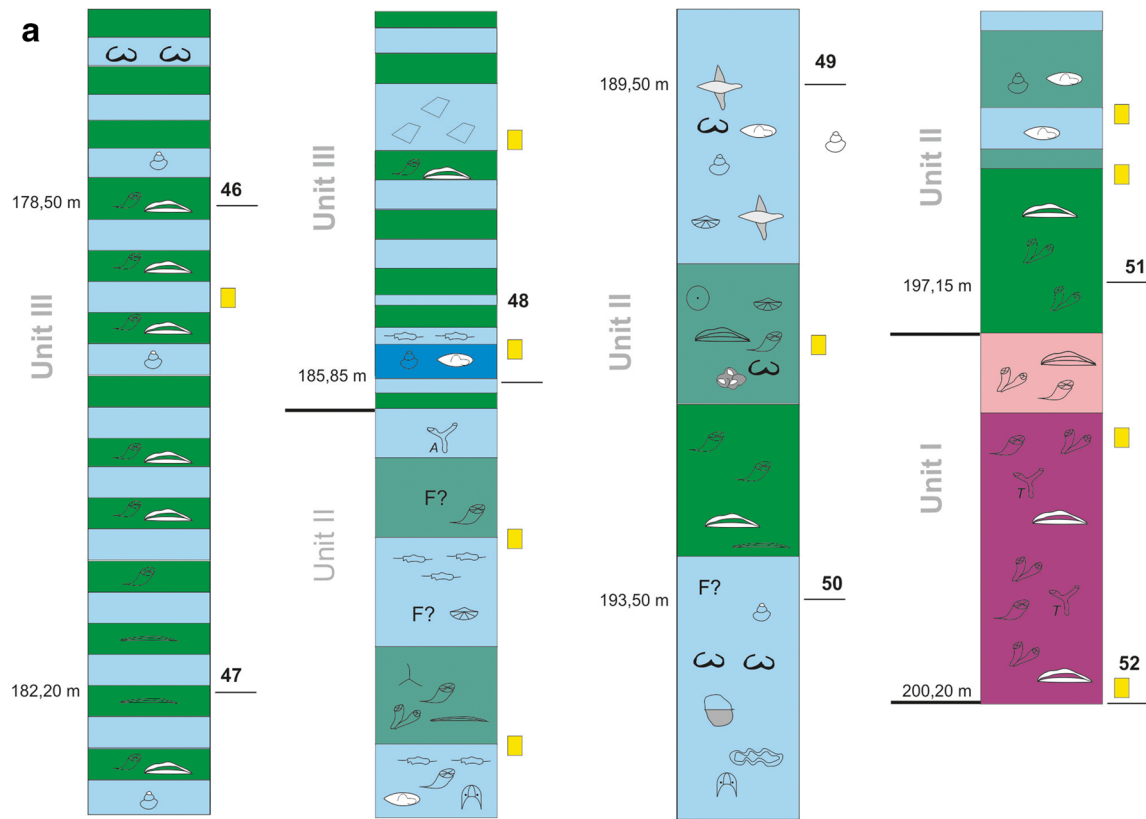 a
46
178,50 m
Unit III
47
182,20 m
Unit III
48
185,85 m
A
Unit II
F?
F?
49
189,50 m
Unit II
F?
50
193,50 m
Unit II
51
197,15 m
T
Unit I
T
52
200,20 m